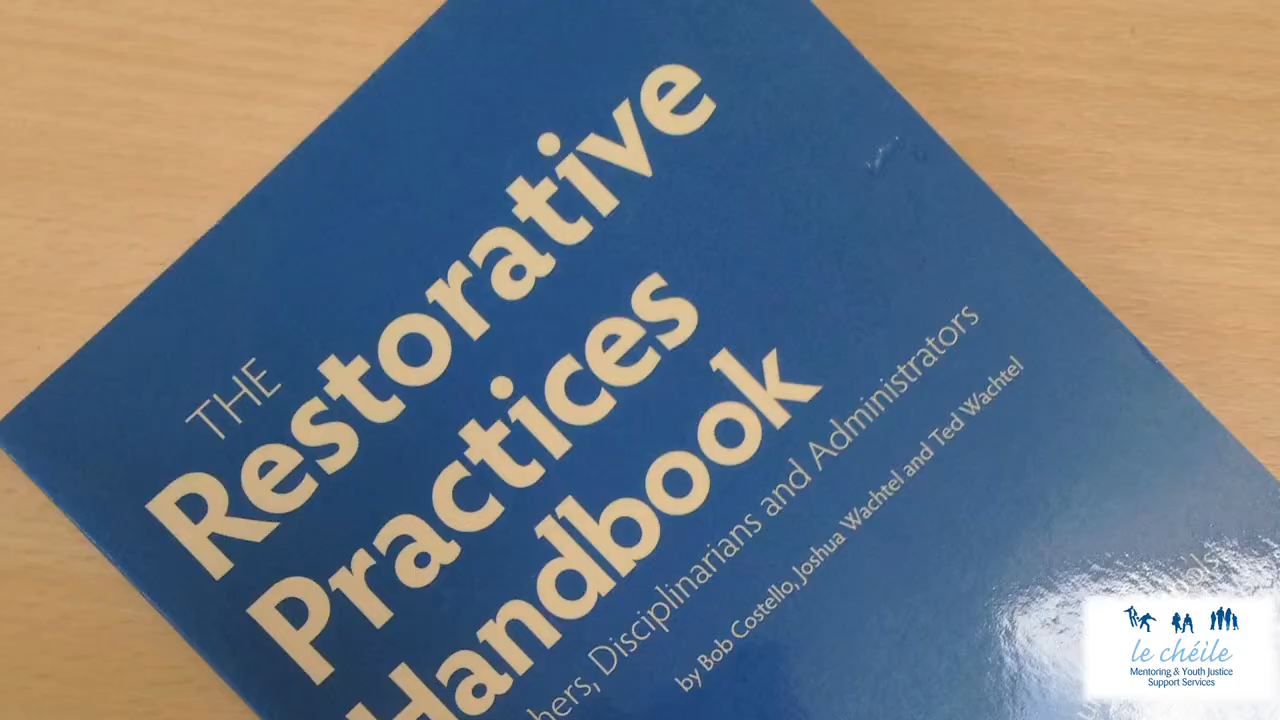 THE
Restorative
Practices
Handbook
hers, Disciplinarians and Administrators
by Bob Costello, Joshua Wachtel and Ted Wachtel
le chéile
Mentoring & Youth Justice
Support Services